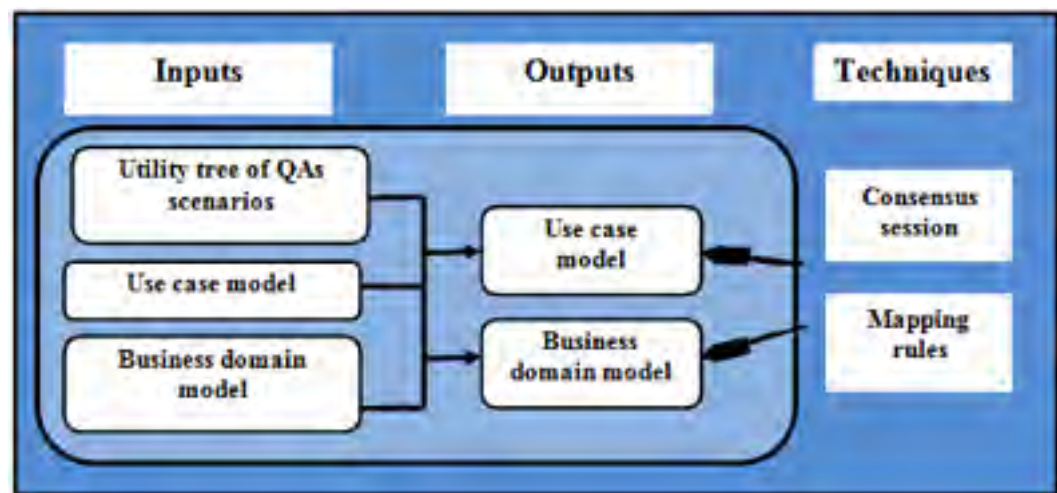 Inputs
Outputs
Techniques
Utility tree of QAs
scenarios
Use case model
Business domain
model
Use case
model
Business
domain model
Consensus
session
Mapping
rules